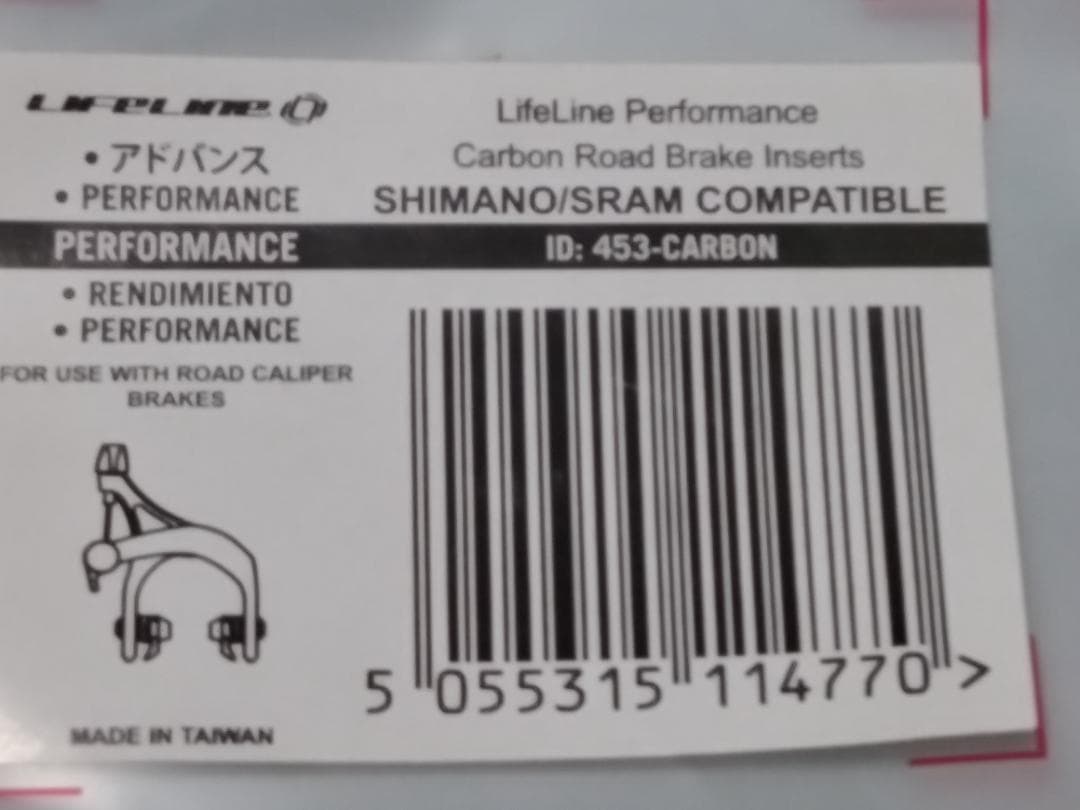 LIFELINE
• アドバンス
• PERFORMANCE
PERFORMANCE
• RENDIMIENTO
• PERFORMANCE
FOR USE WITH ROAD CALIPER
BRAKES
MADE IN TAIWAN
LifeLine Performance
Carbon Road Brake Inserts
SHIMANO/SRAM COMPATIBLE
ID: 453-CARBON
5 055315 114770 >